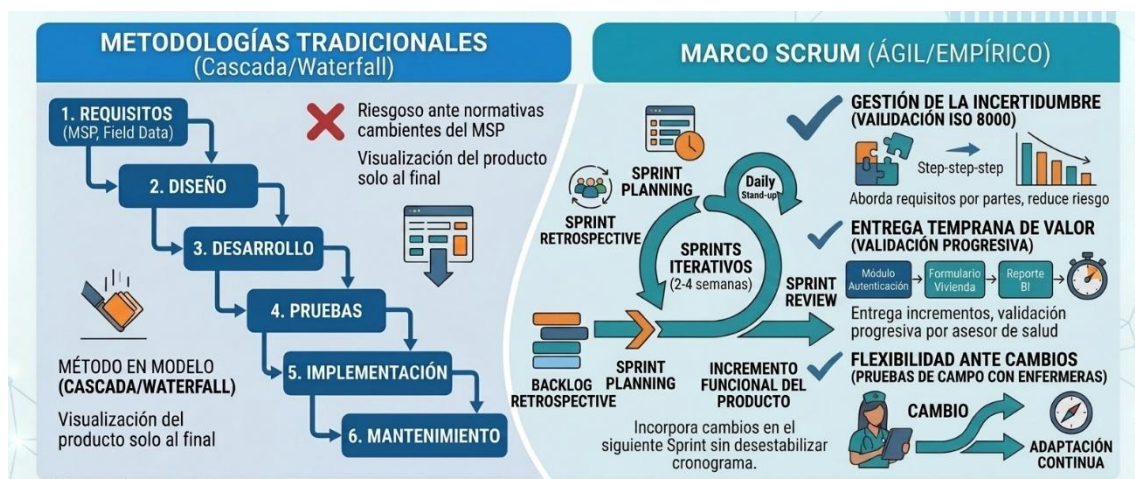 METODOLOGÍAS TRADICIONALES
(Cascada/Waterfall)
1. REQUISITOS
(MSP, Field Data)
2. DISEÑO
3. DESARROLLO
4. PRUEBAS
5. IMPLEMENTACIÓN
6. MANTENIMIENTO
Riesgoso ante normativas
cambientes del MSP
Visualización del producto
solo al final
MÉTODO EN MODELO
(CASCADA/WATERFALL)
Visualización del
producto solo al final
MARCO SCRUM (ÁGIL/EMPÍRICO)
SPRINT
PLANNING
SPRINT
RETROSPECTIVE
Daily
Stand-up
SPRINTS
ITERATIVOS
(2-4 semanas)
SPRINT
REVIEW
BACKLOG
RETROSPECTIVE
SPRINT
PLANNING
INCREMENTO
FUNCIONAL DEL
PRODUCTO
Incorpora cambios en el
siguiente Sprint sin desestabilizar
cronograma.
GESTIÓN DE LA INCERTIDUMBRE
(VAILIDACIÓN ISO 8000)
Step-step-step
Aborda requisitos por partes, reduce riesgo
ENTREGA TEMPRANA DE VALOR
(VALIDACIÓN PROGRESIVA)
Módulo
Autenticación
Formulario
Vivienda
Reporte
BI
Entrega incrementos, validación
progresiva por asesor de salud
FLEXIBILIDAD ANTE CAMBIOS
(PRUEBAS DE CAMPO CON ENFERMERAS)
CAMBIO
ADAPTACIÓN
CONTINUA